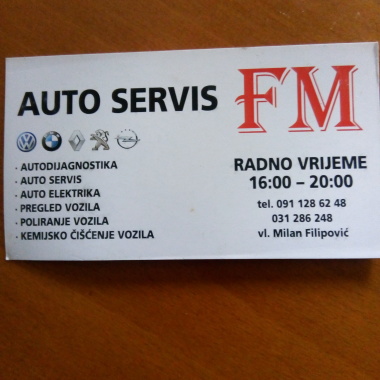 AUTO SERVIS FM
· AUTODIJAGNOSTIKA
· AUTO SERVIS
· AUTO ELEKTRIKA
· PREGLED VOZILA
· POLIRANJE VOZILA
· KEMIJSKO ČIŠĆENJE VOZILA
RADNO VRIJEME
16:00 – 20:00
tel. 091 128 62 48
031 286 248
vl. Milan Filipović